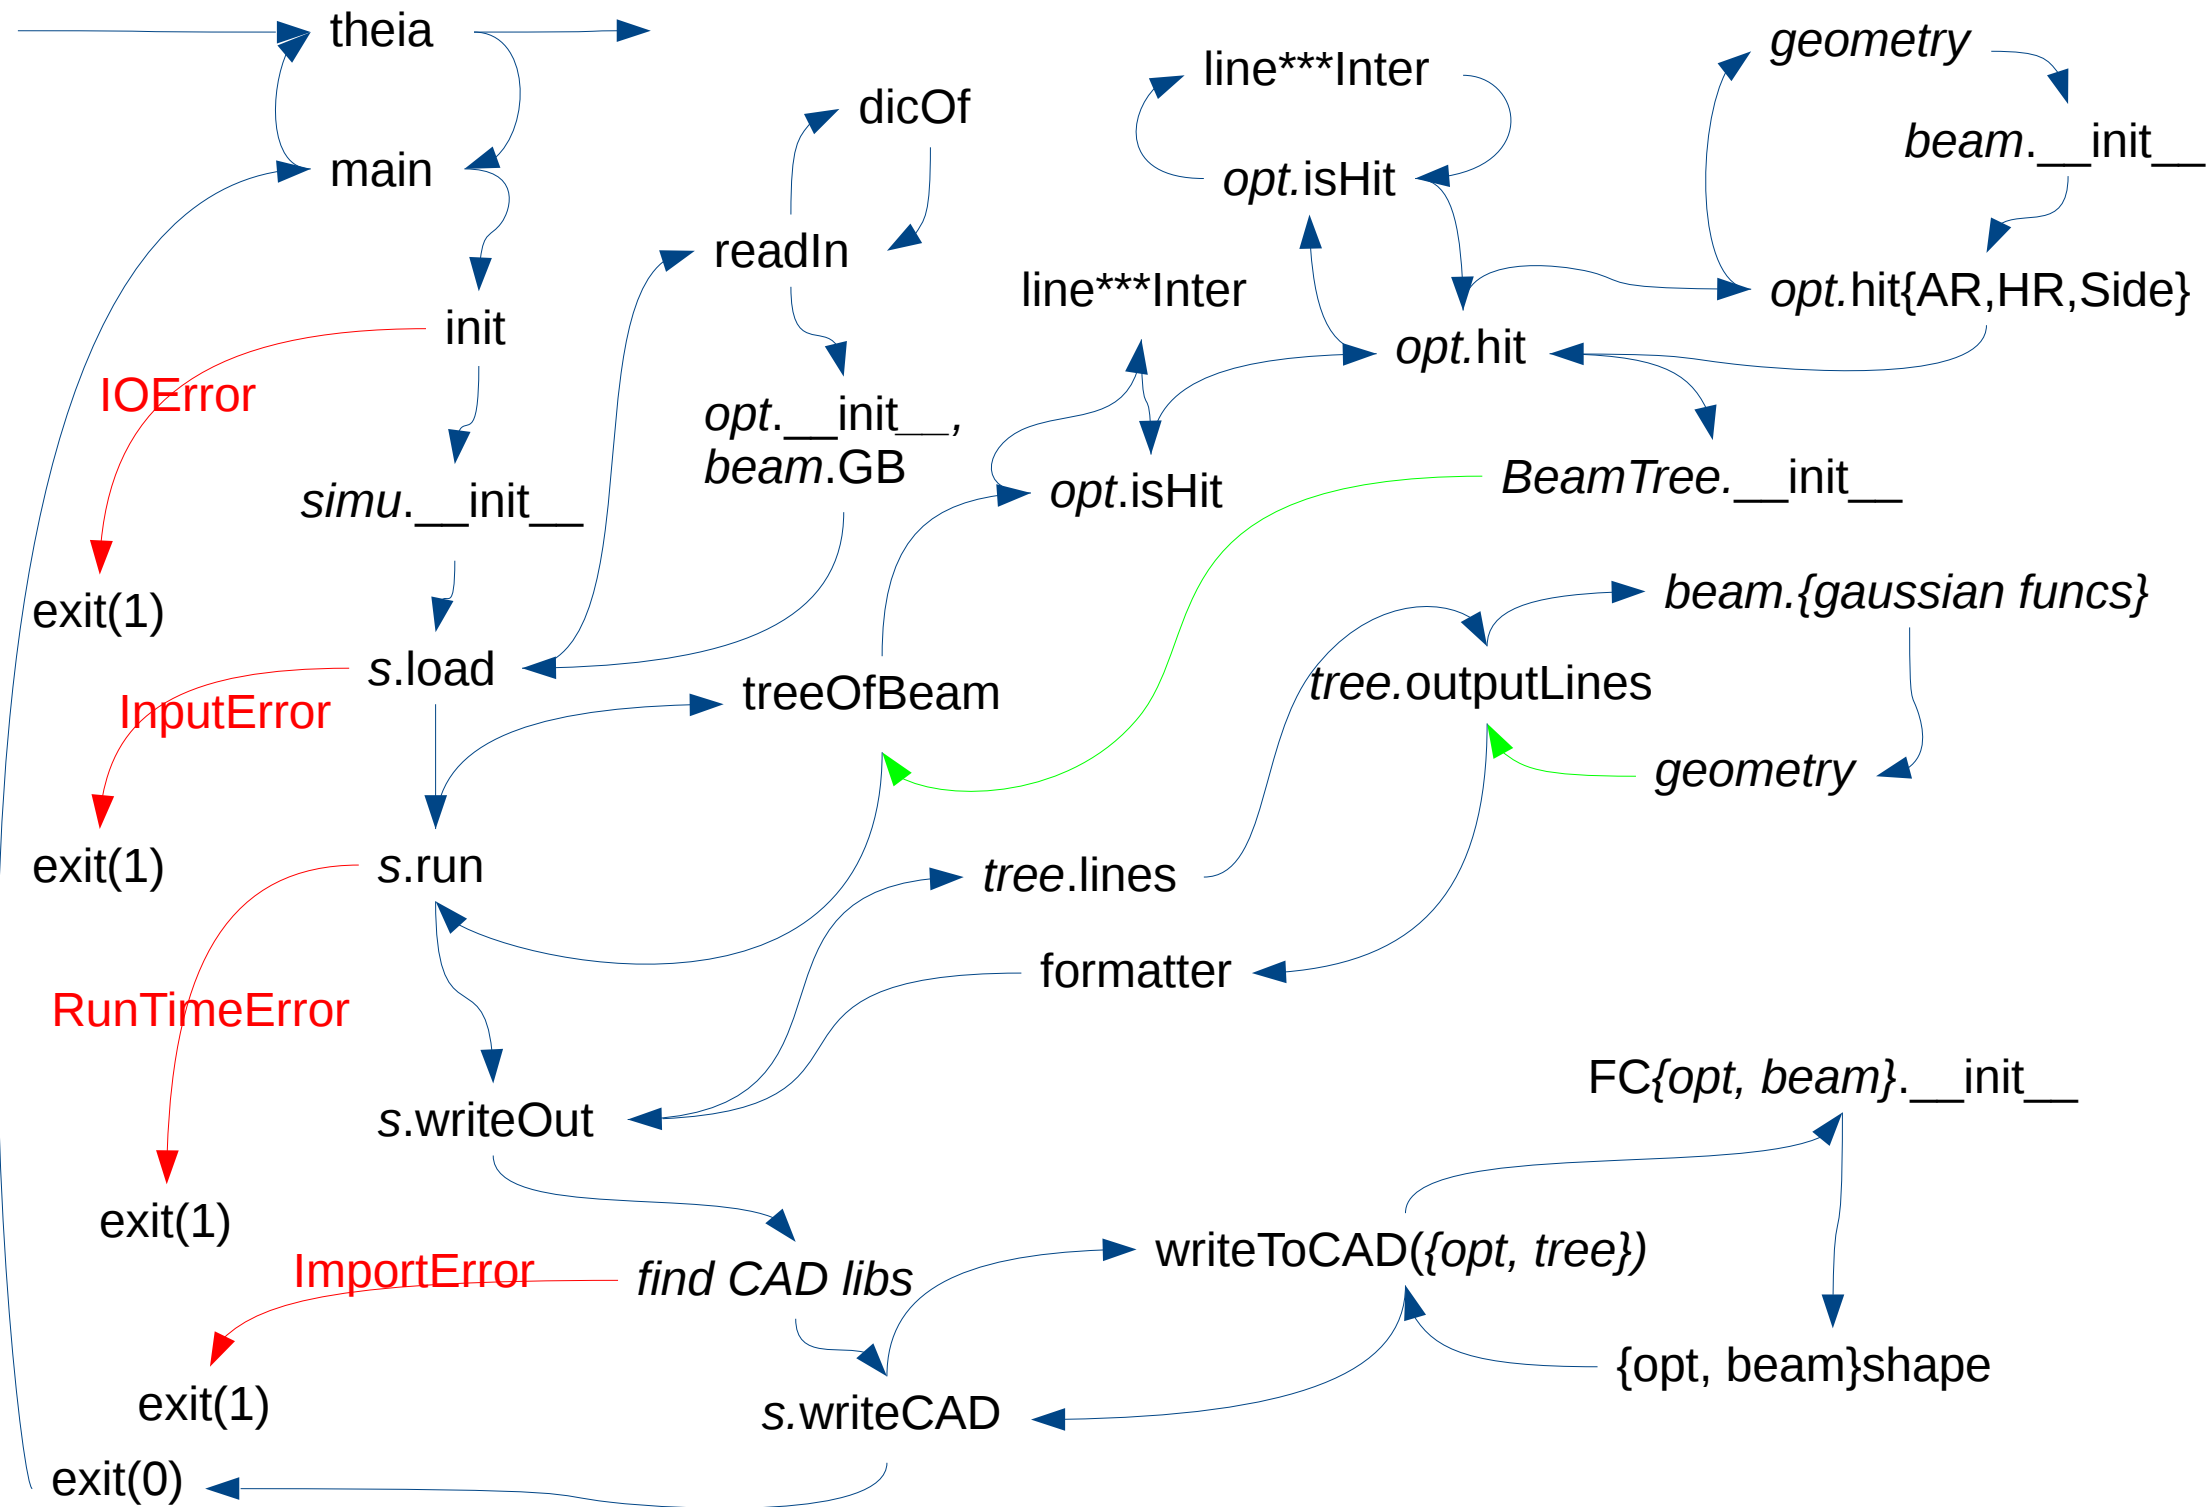 theia
geometry
line***Inter
dicOf
beam.__init__
main
opt.isHit
readIn
line***Inter
opt.hit{AR,HR,Side}
init
opt.hit
IOError
opt.__init__,
beam.GB
BeamTree.__init__
simu.__init__
opt.isHit
beam.{gaussian funcs}
exit(1)
s.load
tree.outputLines
treeOfBeam
InputError
geometry
exit(1)
s.run
tree.lines
formatter
RunTimeError
FC{opt, beam}.__init__
s.writeOut
exit(1)
writeToCAD({opt, tree})
ImportError
find CAD libs
{opt, beam}shape
exit(1)
s.writeCAD
exit(0)